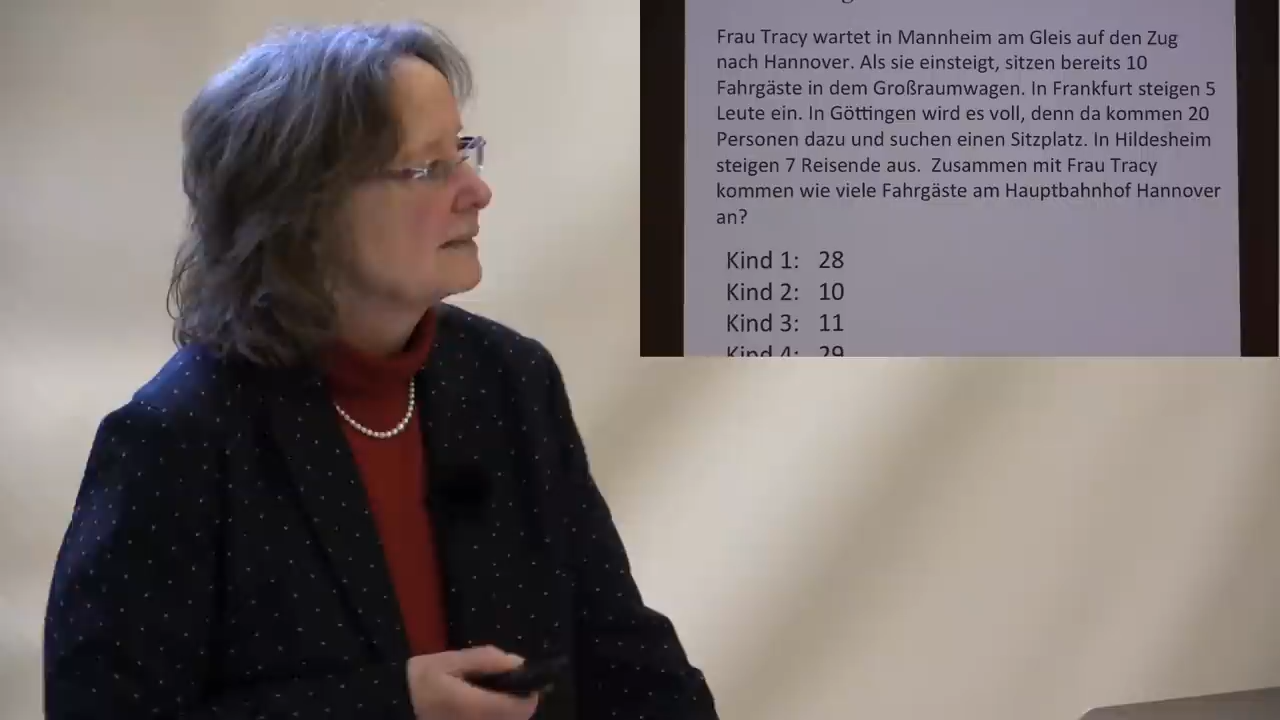 Frau Tracy wartet in Mannheim am Gleis auf den Zug
nach Hannover. Als sie einsteigt, sitzen bereits 10
Fahrgäste in dem Großraumwagen. In Frankfurt steigen 5
Leute ein. In Göttingen wird es voll, denn da kommen 20
Personen dazu und suchen einen Sitzplatz. In Hildesheim
steigen 7 Reisende aus.  Zusammen mit Frau Tracy
kommen wie viele Fahrgäste am Hauptbahnhof Hannover
an?
Kind 1: 28
Kind 2: 10
Kind 3: 11
Kind 4: 29